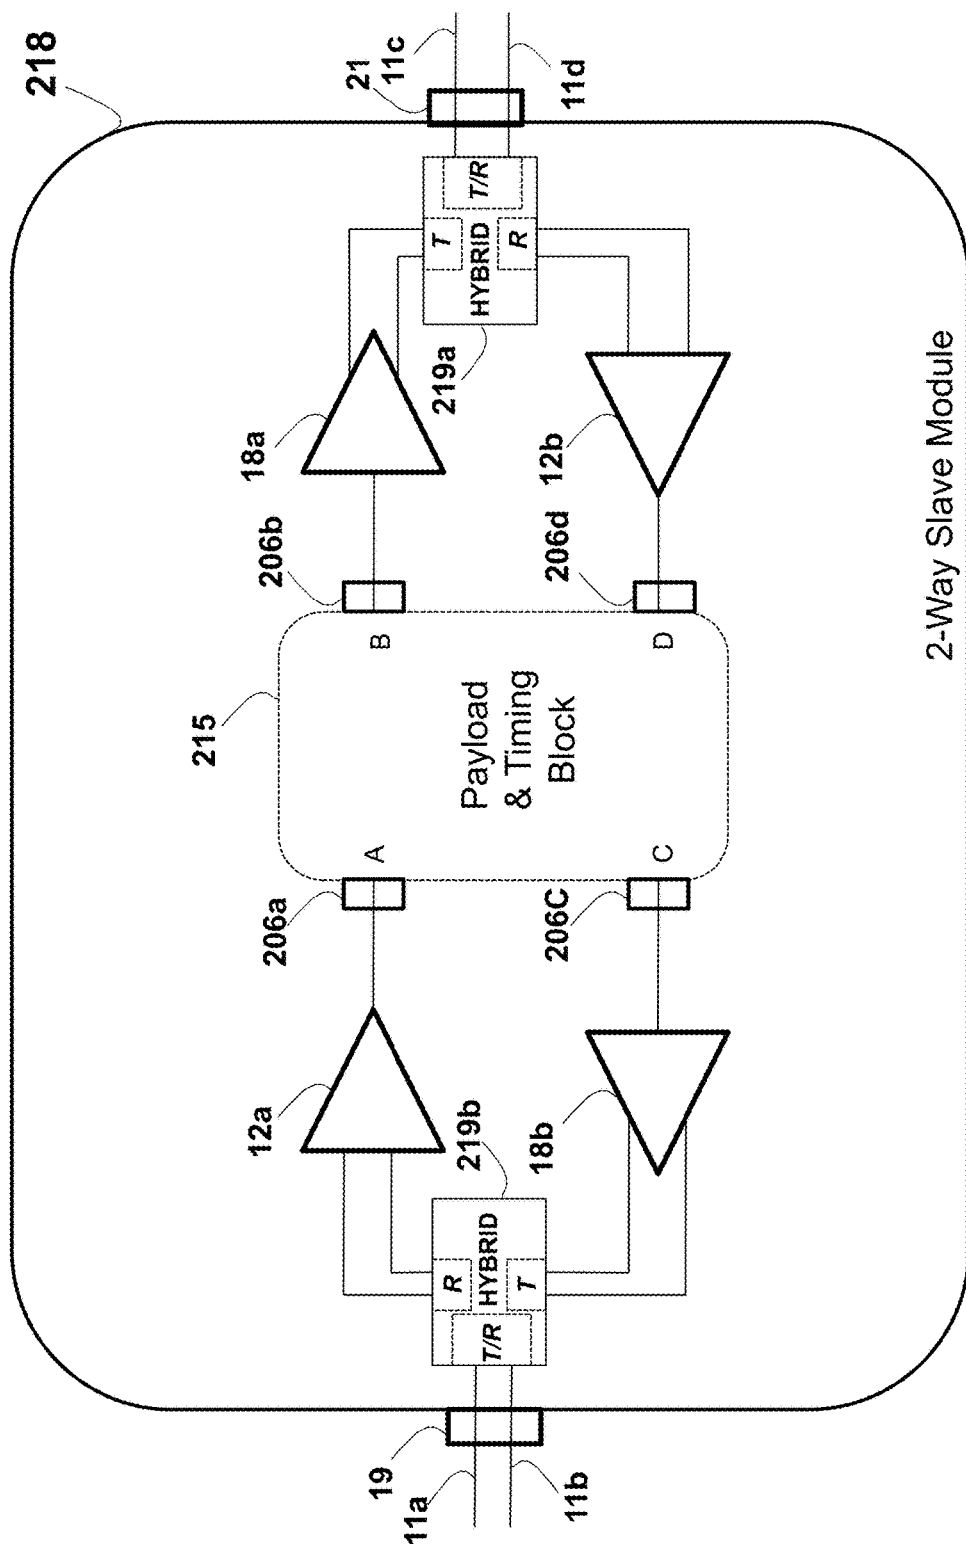 218
21
11c
11d
T/R
T
HYBRID
R
219a
18a
12b
206b
206d
B
D
215
Payload
& Timing
Block
A
C
206a
206C
12a
18b
219b
R
HYBRID
T
T/R
19
11a
11b
2-Way Slave Module